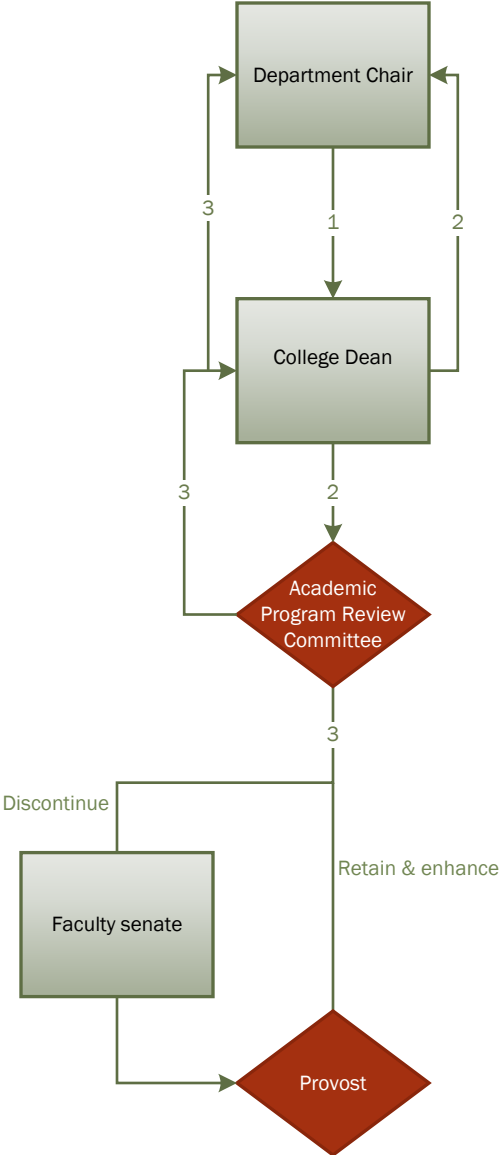 Department Chair
3
1
2
College Dean
3
2
Academic
Program Review
Committee
3
Discontinue
Retain & enhance
Faculty senate
Provost